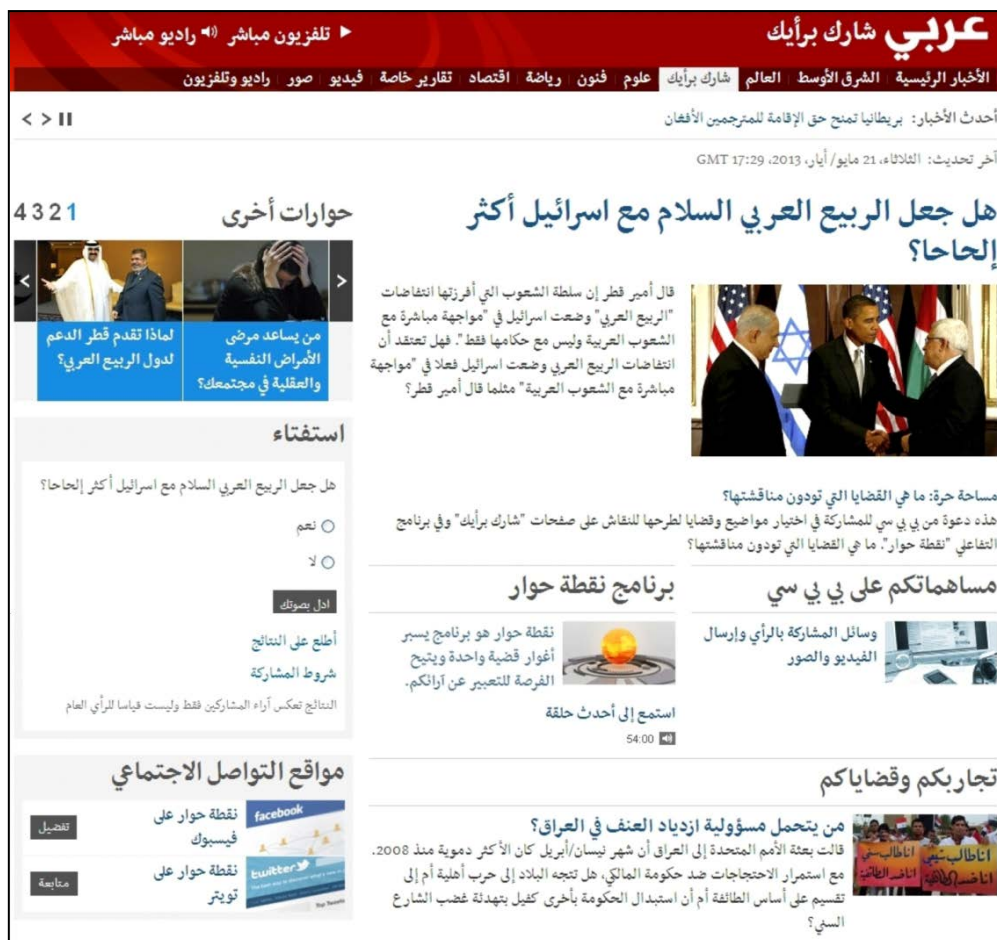 عربي شارك برأيك
تلفزيون مباشر راديو مباشر
الأخبار الرئيسية الشرق الأوسط العالم شارك برأيك علوم فنون رياضة اقتصاد تقارير خاصة فيديو صور راديو وتلفزيون
أحدث الأخبار: بريطانيا تمنح حق الإقامة للمترجمين الأفغان
آخر تحديث: الثلاثاء، 21 مايو/ أيار، 2013، 17:29 GMT
هل جعل الربيع العربي السلام مع اسرائيل أكثر
إلحاحا؟
قال أمير قطر إن سلطة الشعوب التي أفرزتها انتفاضات
"الربيع العربي" وضعت اسرائيل في "مواجهة مباشرة مع
الشعوب العربية وليس مع حكامها فقط". فهل تعتقد أن
انتفاضات الربيع العربي وضعت اسرائيل فعلا في "مواجهة
مباشرة مع الشعوب العربية" مثلما قال أمير قطر؟
مساحة حرة: ما هي القضايا التي تودون مناقشتها؟
هذه دعوة من بي بي سي للمشاركة في اختيار مواضيع وقضايا لطرحها للنقاش على صفحات "شارك برأيك" وفي برنامج
التفاعلي "نقطة حوار". ما هي القضايا التي تودون مناقشتها؟
مساهماتكم على بي بي سي
وسائل المشاركة بالرأي وإرسال
الفيديو والصور
برنامج نقطة حوار
نقطة حوار هو برنامج يسبر
أغوار قضية واحدة ويتيح
الفرصة للتعبير عن آرائكم.
استمع إلى أحدث حلقة
54:00
تجاربكم وقضاياكم
من يتحمل مسؤولية ازدياد العنف في العراق؟
قالت بعثة الأمم المتحدة إلى العراق أن شهر نيسان/أبريل كان الأكثر دموية منذ 2008.
مع استمرار الاحتجاجات ضد حكومة المالكي، هل تتجه البلاد إلى حرب أهلية أم إلى
تقسيم على أساس الطائفة أم أن استبدال الحكومة بأخرى كفيل بتهدئة غضب الشارع
السني؟
حوارات أخرى
1 2 3 4
من يساعد مرضى
الأمراض النفسية
والعقلية في مجتمعك؟
لماذا تقدم قطر الدعم
لدول الربيع العربي؟
استفتاء
هل جعل الربيع العربي السلام مع اسرائيل أكثر إلحاحا؟
نعم
لا
ادل بصوتك
أطلع على النتائج
شروط المشاركة
النتائج تعكس آراء المشاركين فقط وليست قياسا للرأي العام
مواقع التواصل الاجتماعي
facebook
نقطة حوار على
فيسبوك
تفضيل
twitter
نقطة حوار على
تويتر
متابعة